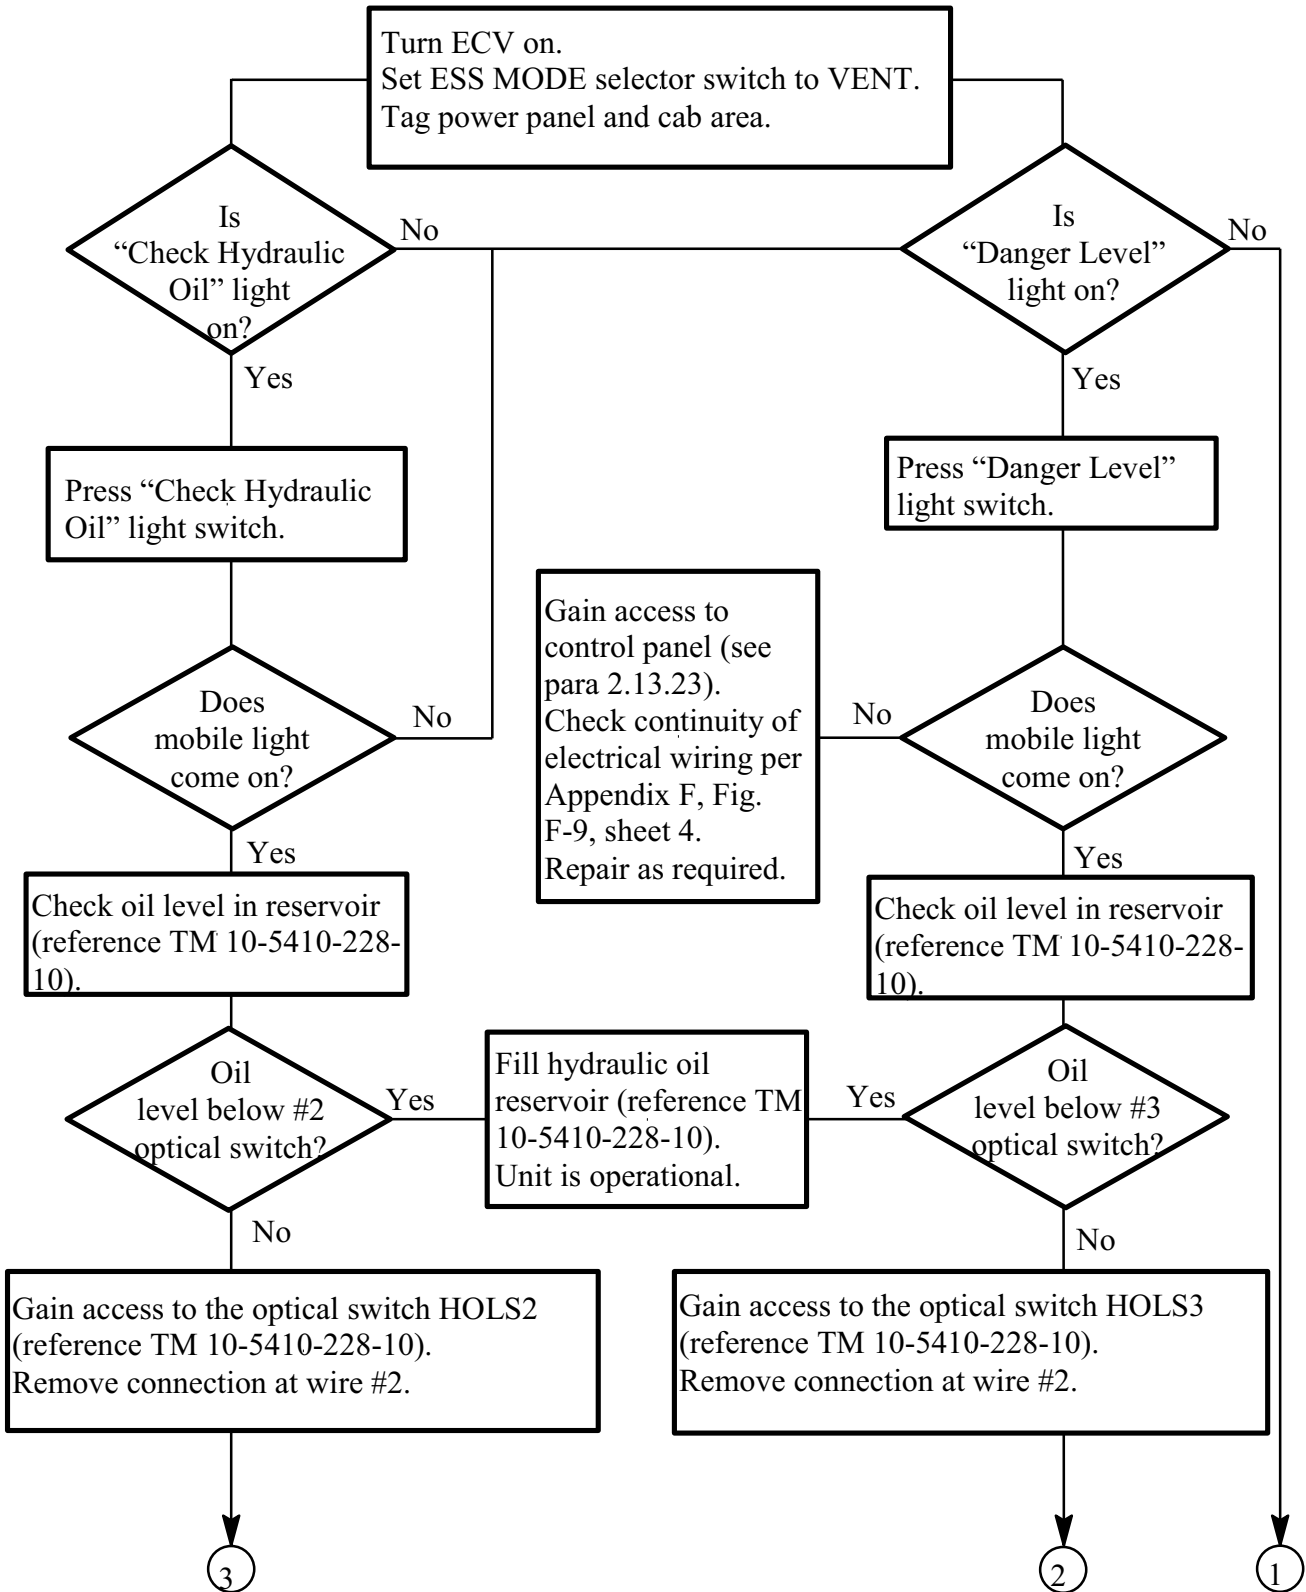 Turn ECV on.
Set ESS MODE selector switch to VENT.
Tag power panel and cab area.
Is
“Check Hydraulic
Oil” light
on?
No
Yes
Is
“Danger Level”
light on?
No
Yes
Press “Check Hydraulic
Oil” light switch.
Press “Danger Level”
light switch.
Does
mobile light
come on?
No
Yes
Gain access to
control panel (see
para 2.13.23).
Check continuity of
electrical wiring per
Appendix F, Fig.
F-9, sheet 4.
Repair as required.
No
Does
mobile light
come on?
Yes
Check oil level in reservoir
(reference TM 10-5410-228-
10).
Check oil level in reservoir
(reference TM 10-5410-228-
10).
Oil
level below #2
optical switch?
Yes
No
Fill hydraulic oil
reservoir (reference TM
10-5410-228-10).
Unit is operational.
Yes
Oil
level below #3
optical switch?
No
Gain access to the optical switch HOLS2
(reference TM 10-5410-228-10).
Remove connection at wire #2.
Gain access to the optical switch HOLS3
(reference TM 10-5410-228-10).
Remove connection at wire #2.
3
2
1